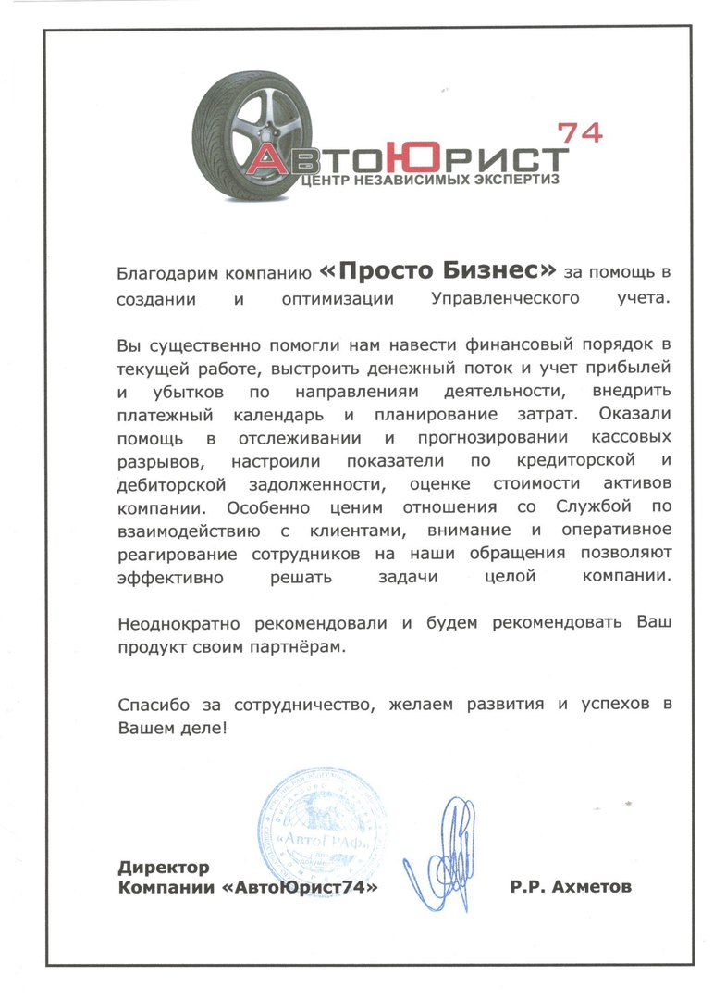 АвтоЮрист 74
ЦЕНТР НЕЗАВИСИМЫХ ЭКСПЕРТИЗ
Благодарим компанию «Просто Бизнес» за помощь в
создании и оптимизации Управленческого учета.
Вы существенно помогли нам навести финансовый порядок в
текущей работе, выстроить денежный поток и учет прибылей
и убытков по направлениям деятельности, внедрить
платежный календарь и планирование затрат. Оказали
помощь в отслеживании и прогнозировании кассовых
разрывов, настроили показатели по кредиторской и
дебиторской задолженности, оценке стоимости активов
компании. Особенно ценим отношения со Службой по
взаимодействию с клиентами, внимание и оперативное
реагирование сотрудников на наши обращения позволяют
эффективно решать задачи целой компании.
Неоднократно рекомендовали и будем рекомендовать Ваш
продукт своим партнёрам.
Спасибо за сотрудничество, желаем развития и успехов в
Вашем деле!
«АвтоГРАФ»
Директор
Компании «АвтоЮрист74» Р.Р. Ахметов